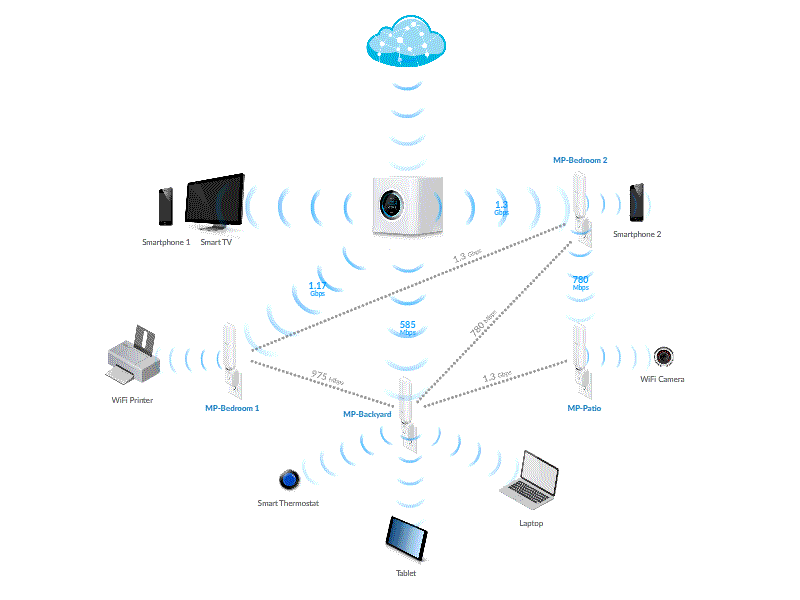 MP-Bedroom 2
1.3
Gbps
Smartphone 1
Smart TV
Smartphone 2
1.3 Gbps
1.17
Gbps
780
Mbps
585
Mbps
780 Mbps
975 Mbps
1.3 Gbps
WiFi Camera
WiFi Printer
MP-Bedroom 1
MP-Backyard
MP-Patio
Smart Thermostat
Laptop
Tablet